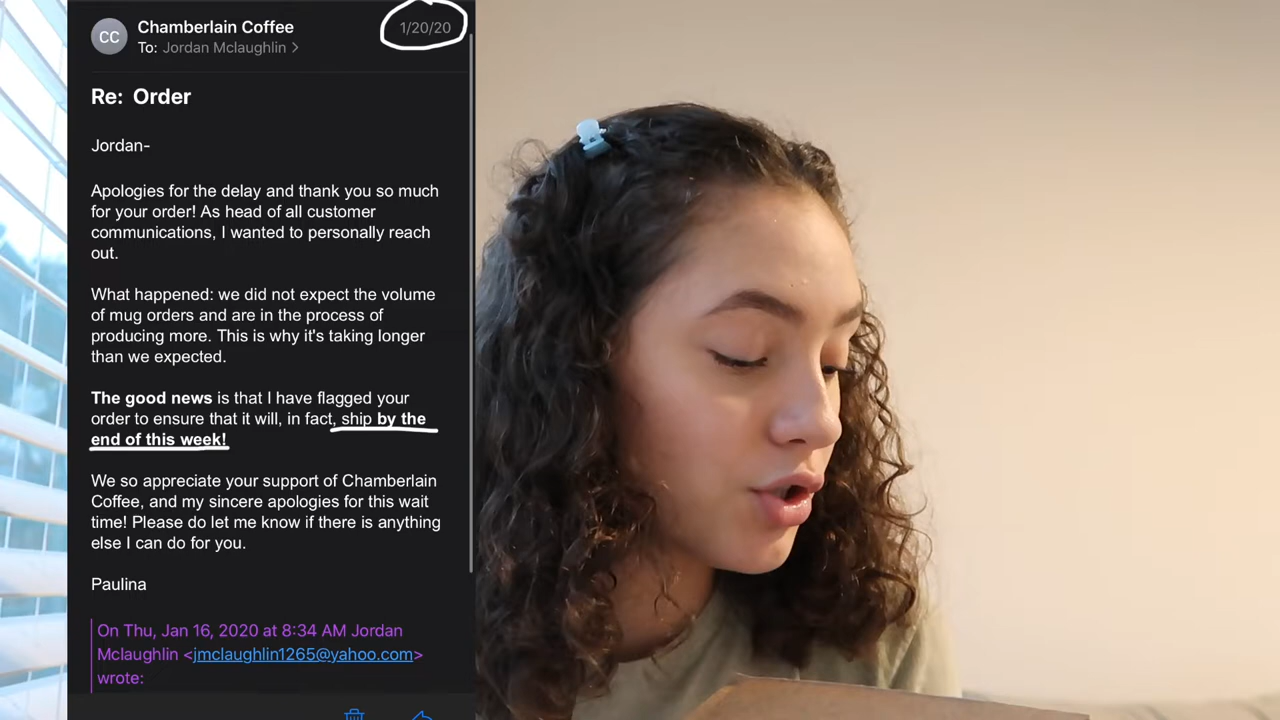 CC
Chamberlain Coffee
1/20/20
To: Jordan Mclaughlin >
Re: Order
Jordan-
Apologies for the delay and thank you so much
for your order! As head of all customer
communications, I wanted to personally reach
out.
What happened: we did not expect the volume
of mug orders and are in the process of
producing more. This is why it's taking longer
than we expected.
The good news is that I have flagged your
order to ensure that it will, in fact, ship by the
end of this week!
We so appreciate your support of Chamberlain
Coffee, and my sincere apologies for this wait
time! Please do let me know if there is anything
else I can do for you.
Paulina
On Thu, Jan 16, 2020 at 8:34 AM Jordan
Mclaughlin <jmclaughlin1265@yahoo.com>
wrote: